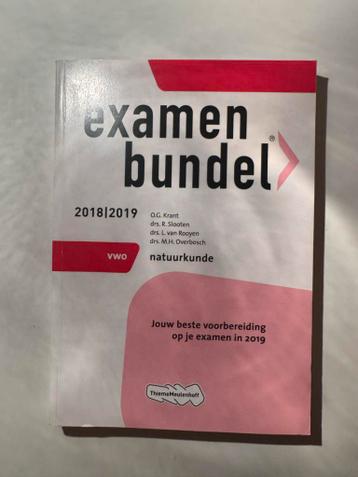 examen
bundel®
2018|2019
O.G. Krant
drs. R. Slooten
drs. L. van Rooyen
drs. M.H. Overbosch
vwo
natuurkunde
Jouw beste voorbereiding
op je examen in 2019
ThiemeMeulenhoff